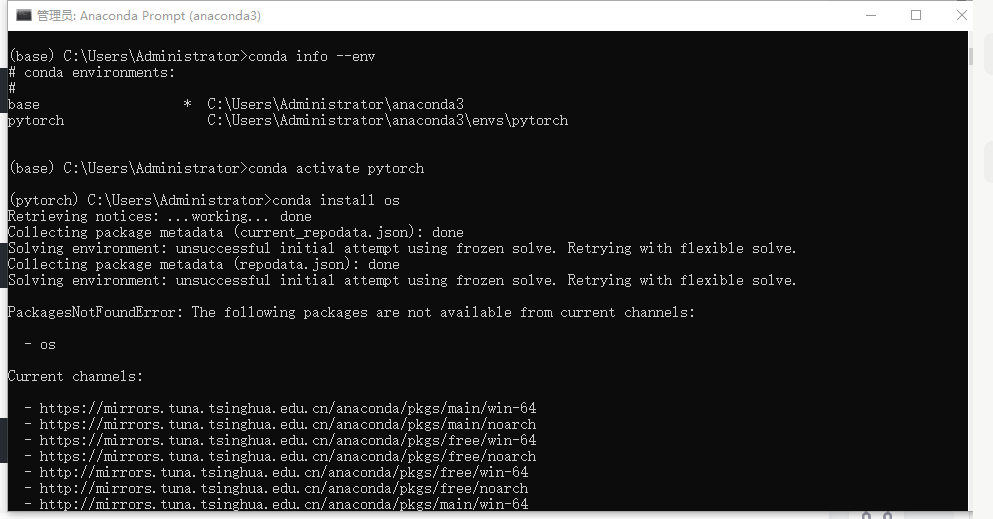 管理员: Anaconda Prompt (anaconda3)
(base) C:\Users\Administrator>conda info --env
# conda environments:
#
base                  *  C:\Users\Administrator\anaconda3
pytorch                  C:\Users\Administrator\anaconda3\envs\pytorch
(base) C:\Users\Administrator>conda activate pytorch
(pytorch) C:\Users\Administrator>conda install os
Retrieving notices: ...working... done
Collecting package metadata (current_repodata.json): done
Solving environment: unsuccessful initial attempt using frozen solve. Retrying with flexible solve.
Collecting package metadata (repodata.json): done
Solving environment: unsuccessful initial attempt using frozen solve. Retrying with flexible solve.
PackagesNotFoundError: The following packages are not available from current channels:
  - os
Current channels:
  - https://mirrors.tuna.tsinghua.edu.cn/anaconda/pkgs/main/win-64
  - https://mirrors.tuna.tsinghua.edu.cn/anaconda/pkgs/main/noarch
  - https://mirrors.tuna.tsinghua.edu.cn/anaconda/pkgs/free/win-64
  - https://mirrors.tuna.tsinghua.edu.cn/anaconda/pkgs/free/noarch
  - http://mirrors.tuna.tsinghua.edu.cn/anaconda/pkgs/free/win-64
  - http://mirrors.tuna.tsinghua.edu.cn/anaconda/pkgs/free/noarch
  - http://mirrors.tuna.tsinghua.edu.cn/anaconda/pkgs/main/win-64